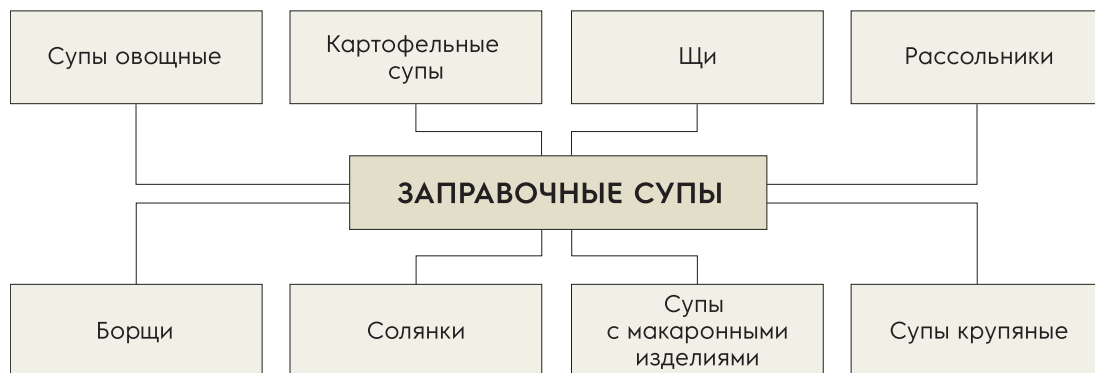 Супы овощные
Картофельные
супы
Щи
Рассольники
ЗАПРАВОЧНЫЕ СУПЫ
Борщи
Солянки
Супы
с макаронными
изделиями
Супы крупяные